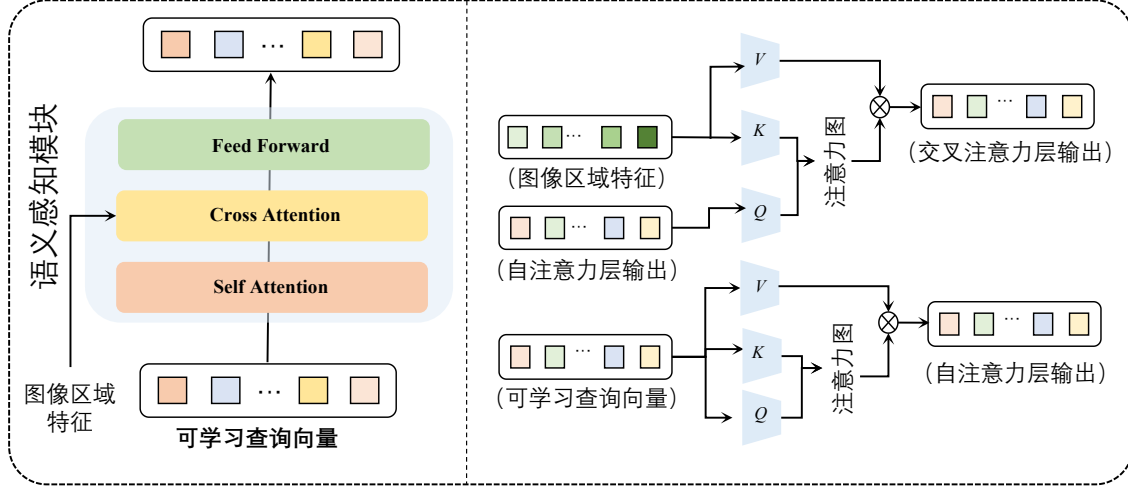 语义感知模块
...
Feed Forward
Cross Attention
Self Attention
图像区域
特征
...
可学习查询向量
...
(图像区域特征)
...
(自注意力层输出)
V
K
Q
注意力图
...
(交叉注意力层输出)
...
(可学习查询向量)
V
K
Q
注意力图
...
(自注意力层输出)